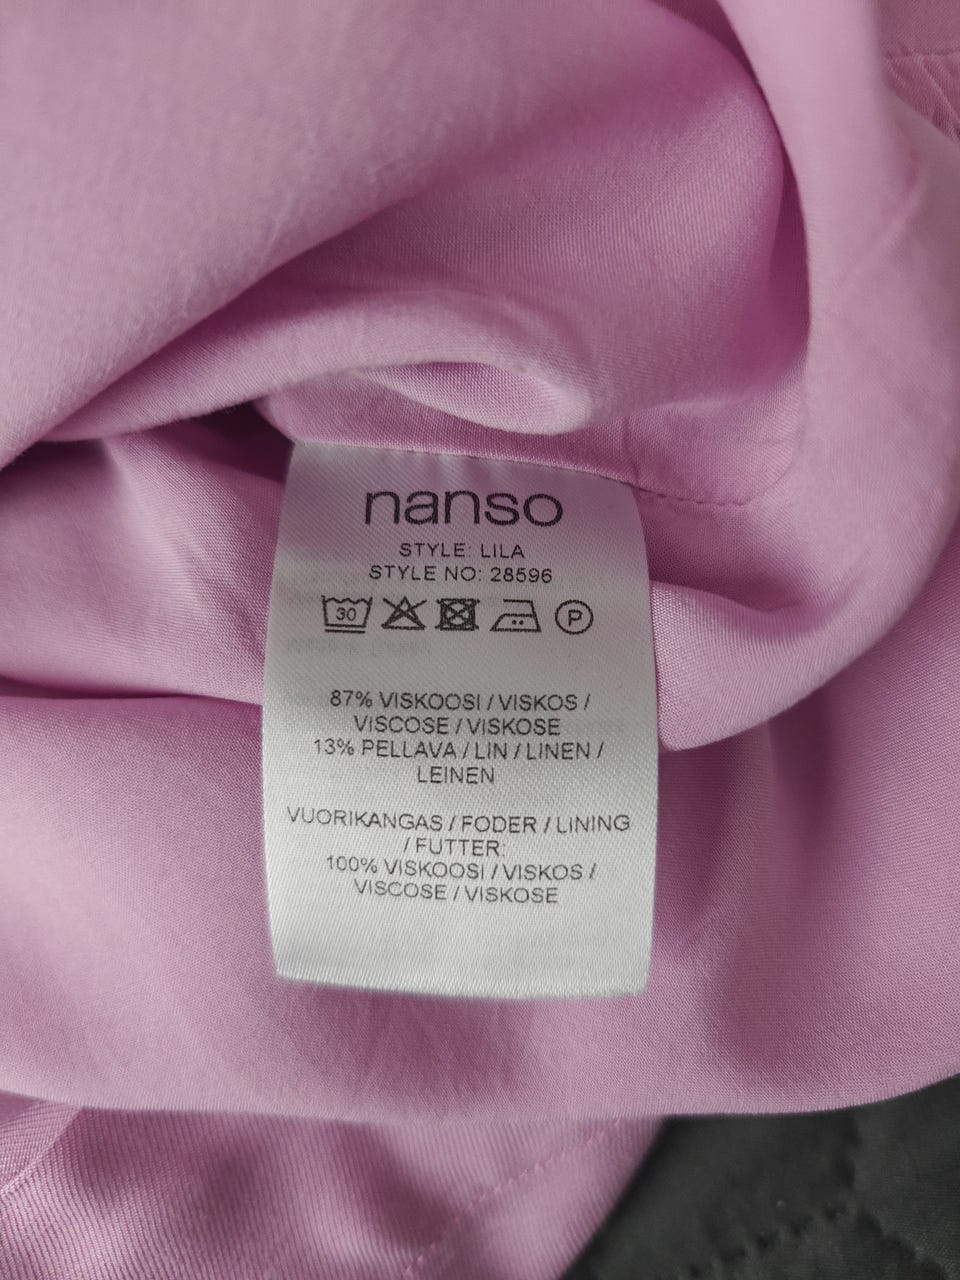 nanso
STYLE: LILA
STYLE NO: 28596
30 P
87% VISKOOSI / VISKOS /
VISCOSE / VISKOSE
13% PELLAVA / LIN / LINEN /
LEINEN
VUORIKANGAS / FODER / LINING
/ FUTTER:
100% VISKOOSI / VISKOS /
VISCOSE / VISKOSE